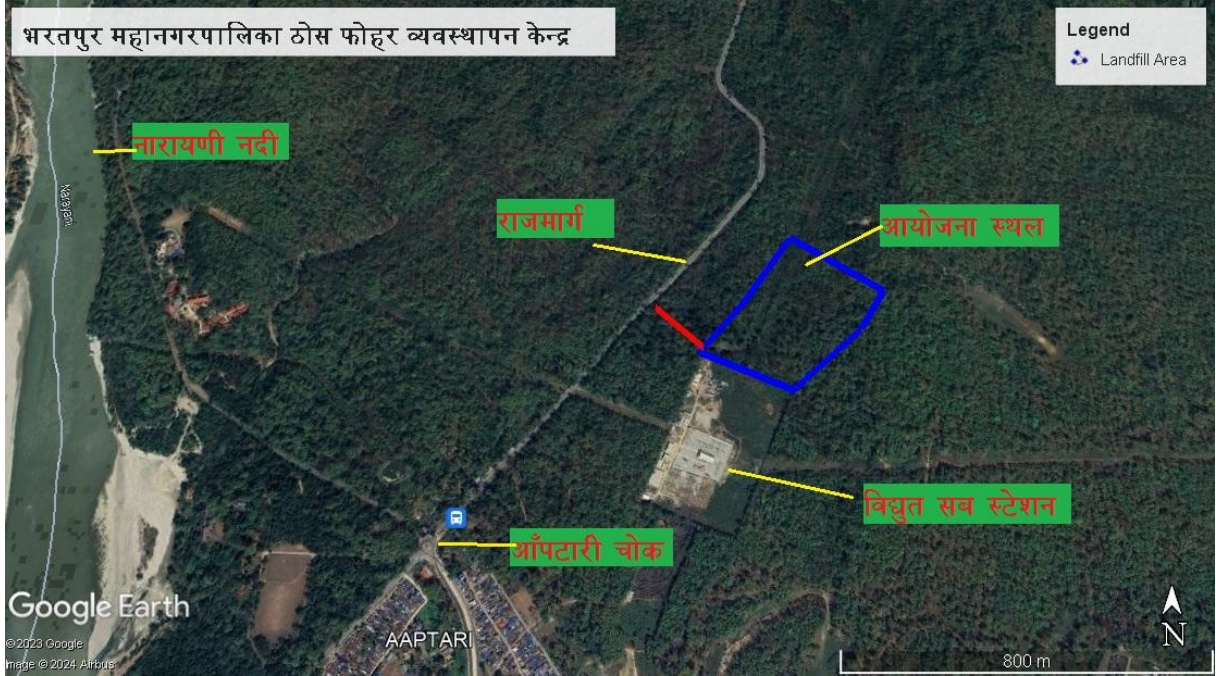 भरतपुर महानगरपालिका ठोस फोहर व्यवस्थापन केन्द्र
Legend
Landfill Area
नारायणी नदी
Narayani
राजमार्ग
आयोजना स्थल
विद्युत सब स्टेशन
आँपटारी चोक
AAPTARI
Google Earth
©2023 Google
mage © 2024 Airbus
N
800 m